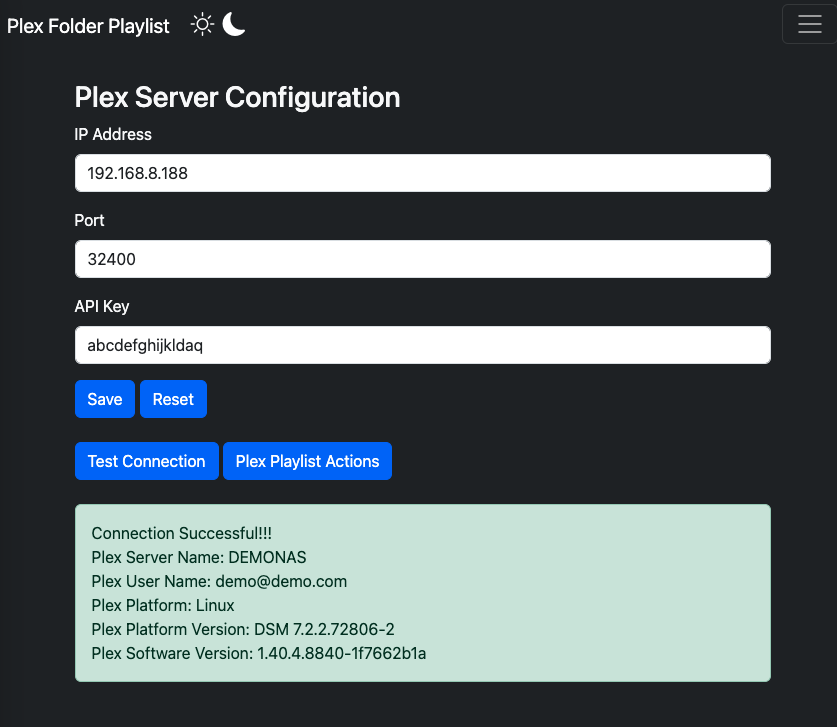 Plex Folder Playlist
Plex Server Configuration
IP Address
192.168.8.188
Port
32400
API Key
abcdefghijkldaq
Save Reset
Test Connection Plex Playlist Actions
Connection Successful!!!
Plex Server Name: DEMONAS
Plex User Name: demo@demo.com
Plex Platform: Linux
Plex Platform Version: DSM 7.2.2.72806-2
Plex Software Version: 1.40.4.8840-1f7662b1a